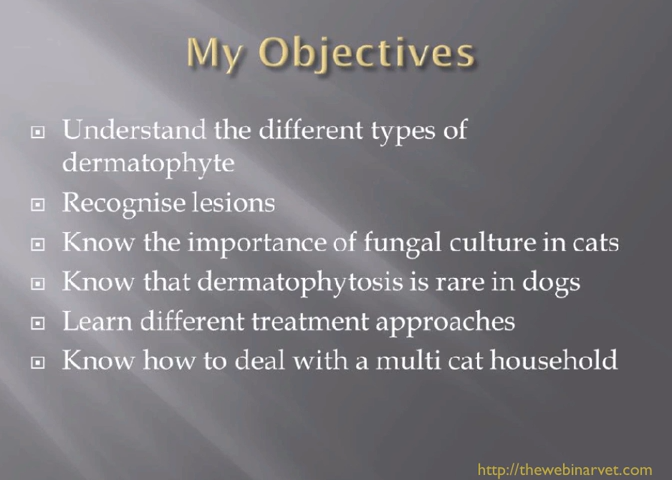 My Objectives
Understand the different types of
dermatophyte
Recognise lesions
Know the importance of fungal culture in cats
Know that dermatophytosis is rare in dogs
Learn different treatment approaches
Know how to deal with a multi cat household
http://thewebinarvet.com